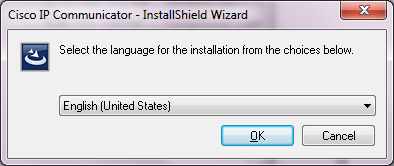 Cisco IP Communicator - InstallShield Wizard
Select the language for the installation from the choices below.
English (United States)
OK
Cancel